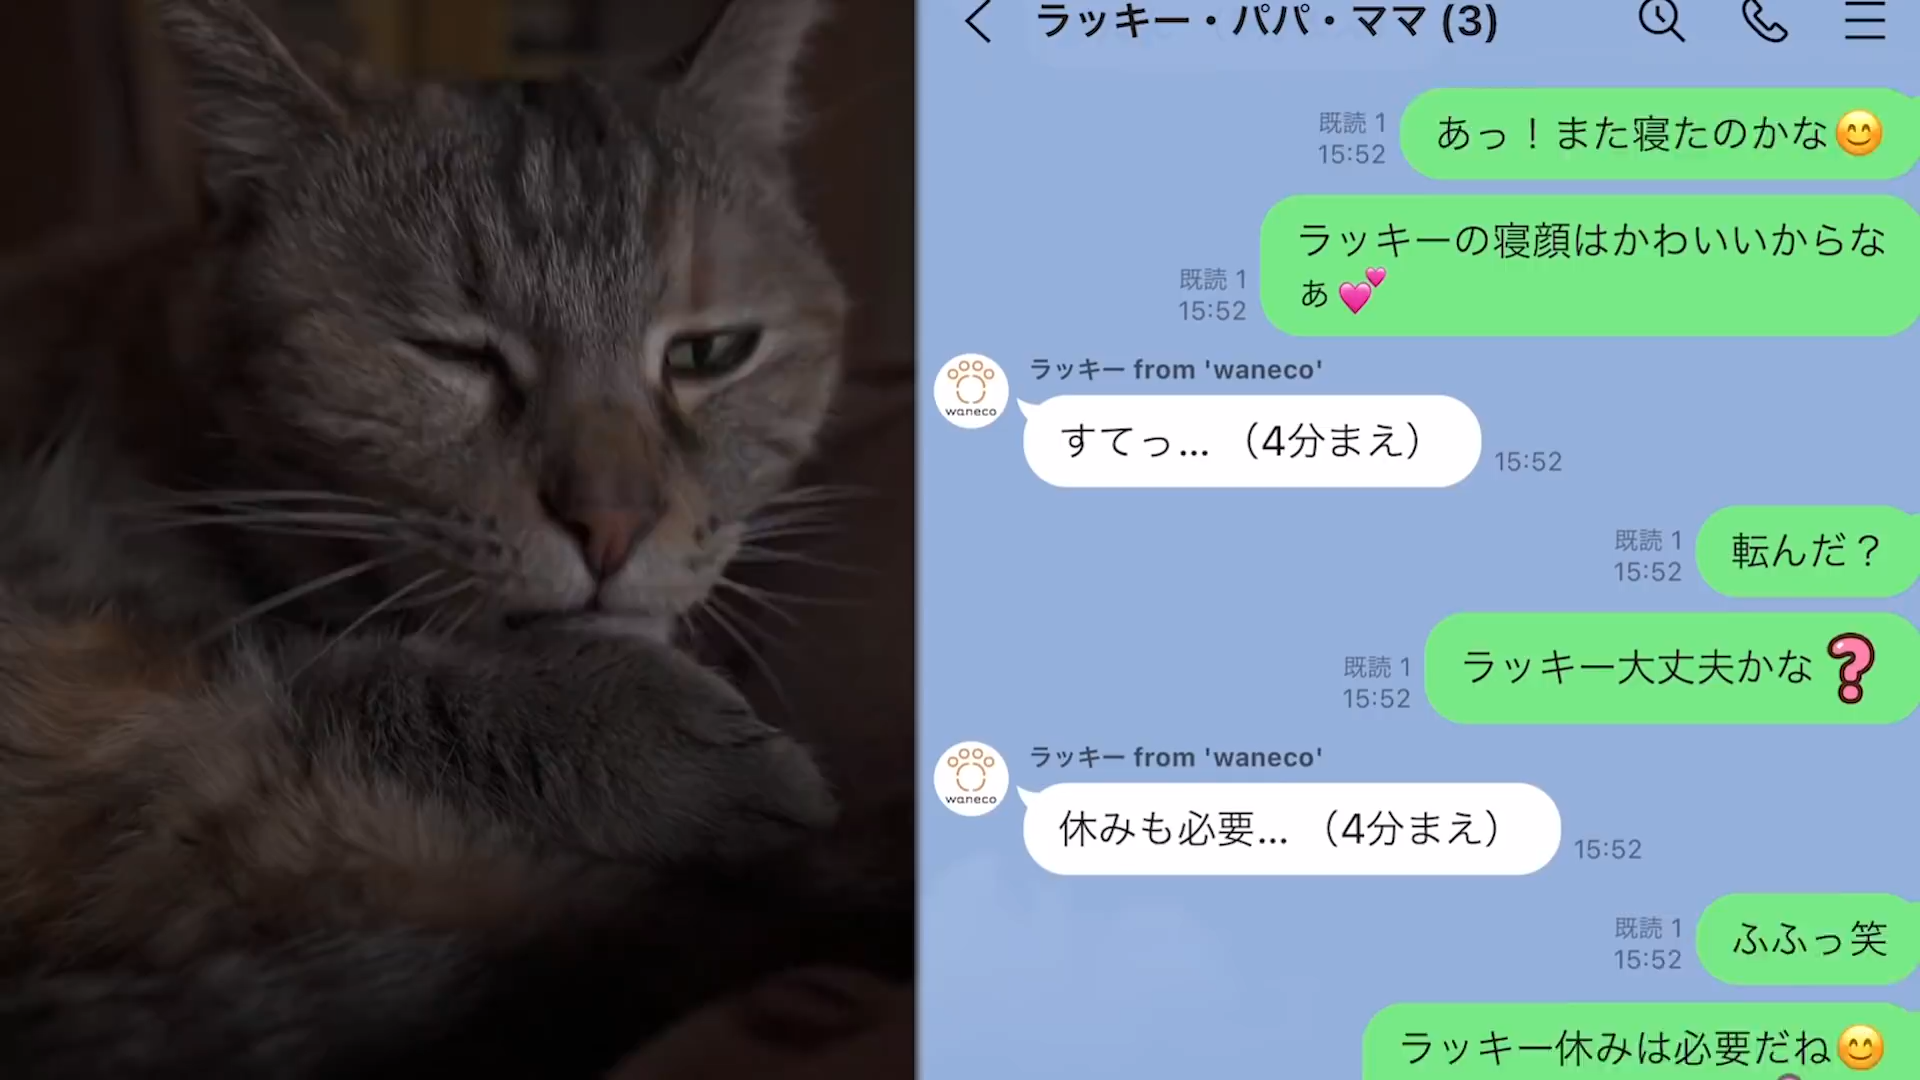 ラッキー・パパ・ママ (3)
既読 1
15:52
あっ！また寝たのかな😊
ラッキーの寝顔はかわいいからな
ぁ💕
既読 1
15:52
ラッキー from 'waneco'
waneco
すてっ...（4分まえ）
15:52
既読 1
15:52
転んだ？
既読 1
15:52
ラッキー大丈夫かな❓
ラッキー from 'waneco'
waneco
休みも必要...（4分まえ）
15:52
既読 1
15:52
ふふっ笑
ラッキー休みは必要だね😊